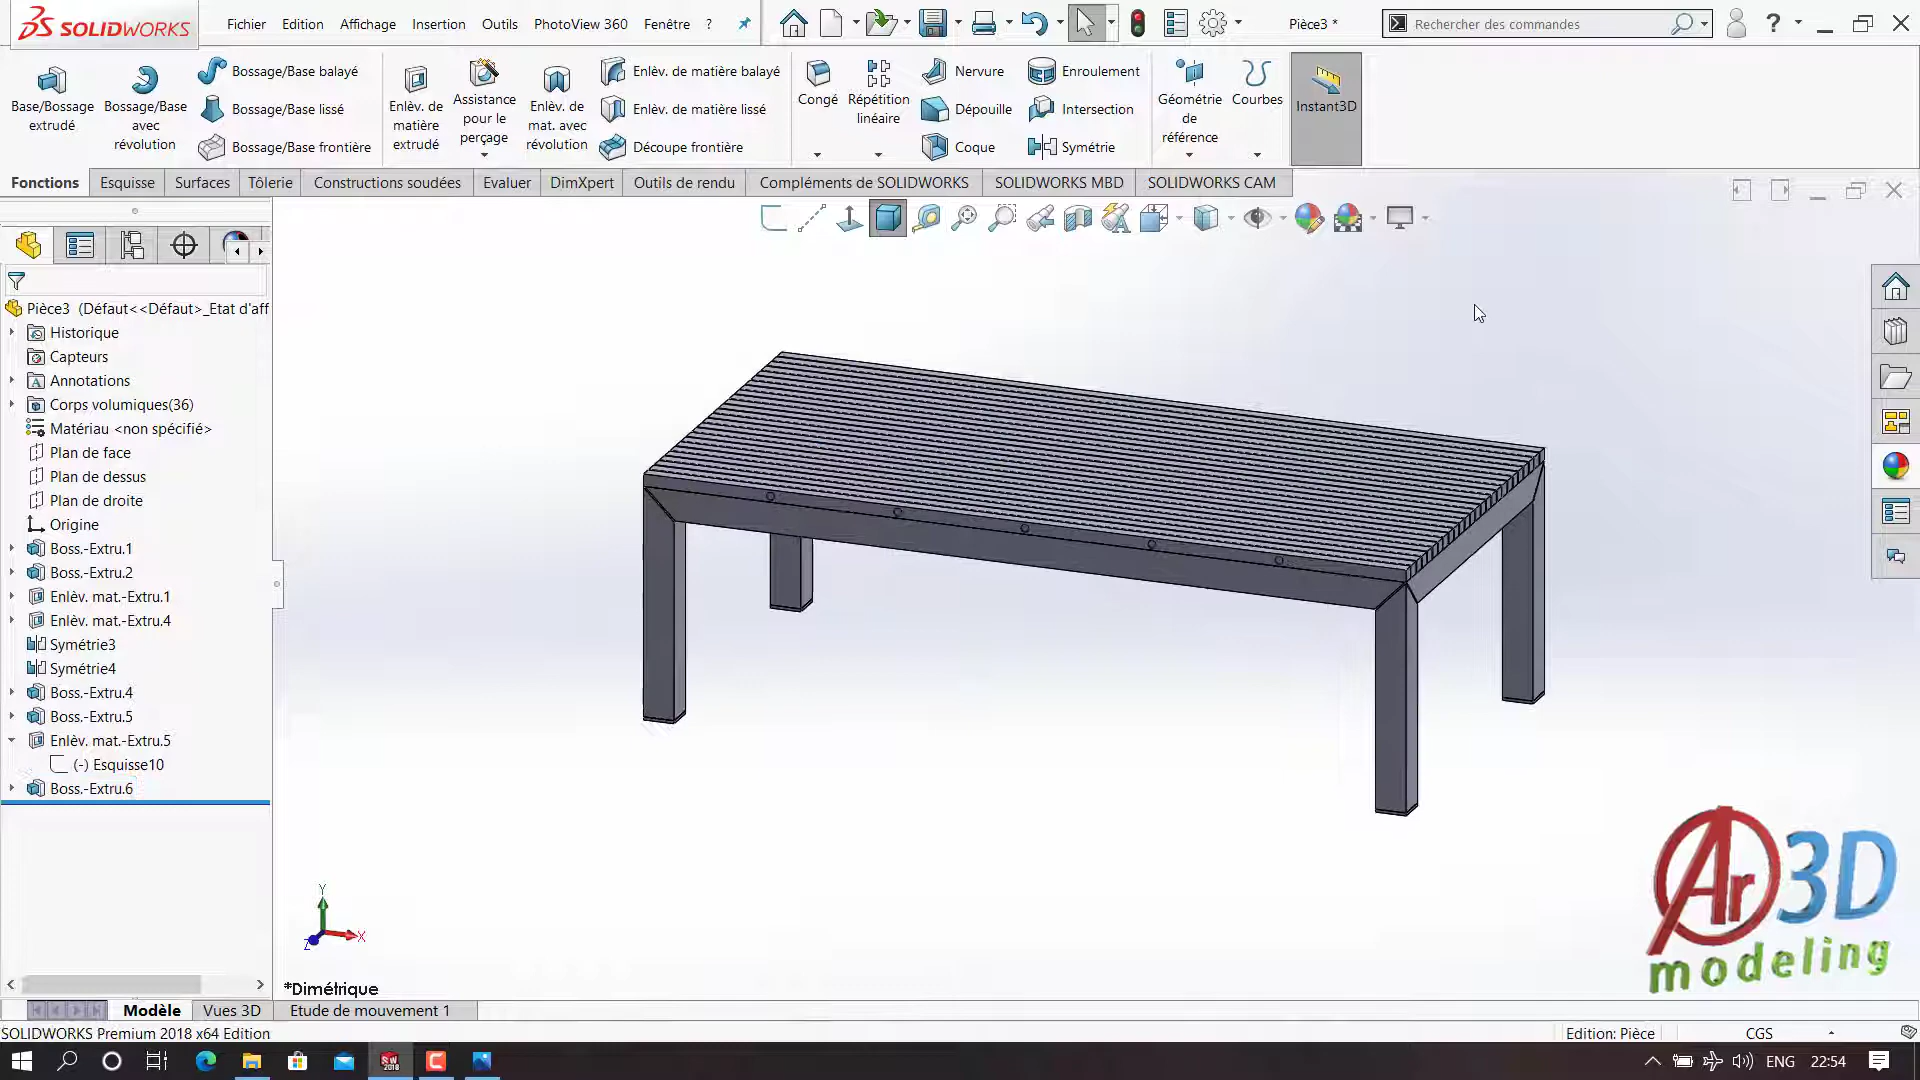 SOLIDWORKS
Fichier
Edition
Affichage
Insertion
Outils
PhotoView 360
Fenêtre
?
Pièce3 *
Rechercher des commandes
Base/Bossage
extrudé
Bossage/Base
avec
révolution
Bossage/Base balayé
Bossage/Base lissé
Bossage/Base frontière
Enlèv. de
matière
extrudé
Assistance
pour le
perçage
Enlèv. de
mat. avec
révolution
Enlèv. de matière balayé
Enlèv. de matière lissé
Découpe frontière
Congé
Répétition
linéaire
Nervure
Dépouille
Coque
Enroulement
Intersection
Symétrie
Géométrie
de
référence
Courbes
Instant3D
Fonctions
Esquisse
Surfaces
Tôlerie
Constructions soudées
Evaluer
DimXpert
Outils de rendu
Compléments de SOLIDWORKS
SOLIDWORKS MBD
SOLIDWORKS CAM
Pièce3 (Défaut<<Défaut>_Etat d'aff
Historique
Capteurs
Annotations
Corps volumiques(36)
Matériau <non spécifié>
Plan de face
Plan de dessus
Plan de droite
Origine
Boss.-Extru.1
Boss.-Extru.2
Enlèv. mat.-Extru.1
Enlèv. mat.-Extru.4
Symétrie3
Symétrie4
Boss.-Extru.4
Boss.-Extru.5
Enlèv. mat.-Extru.5
(-) Esquisse10
Boss.-Extru.6
Y
X
Z
*Dimétrique
Ar 3D
modeling
Modèle
Vues 3D
Etude de mouvement 1
SOLIDWORKS Premium 2018 x64 Edition
Edition: Pièce
CGS
SW
2018
ENG
22:54